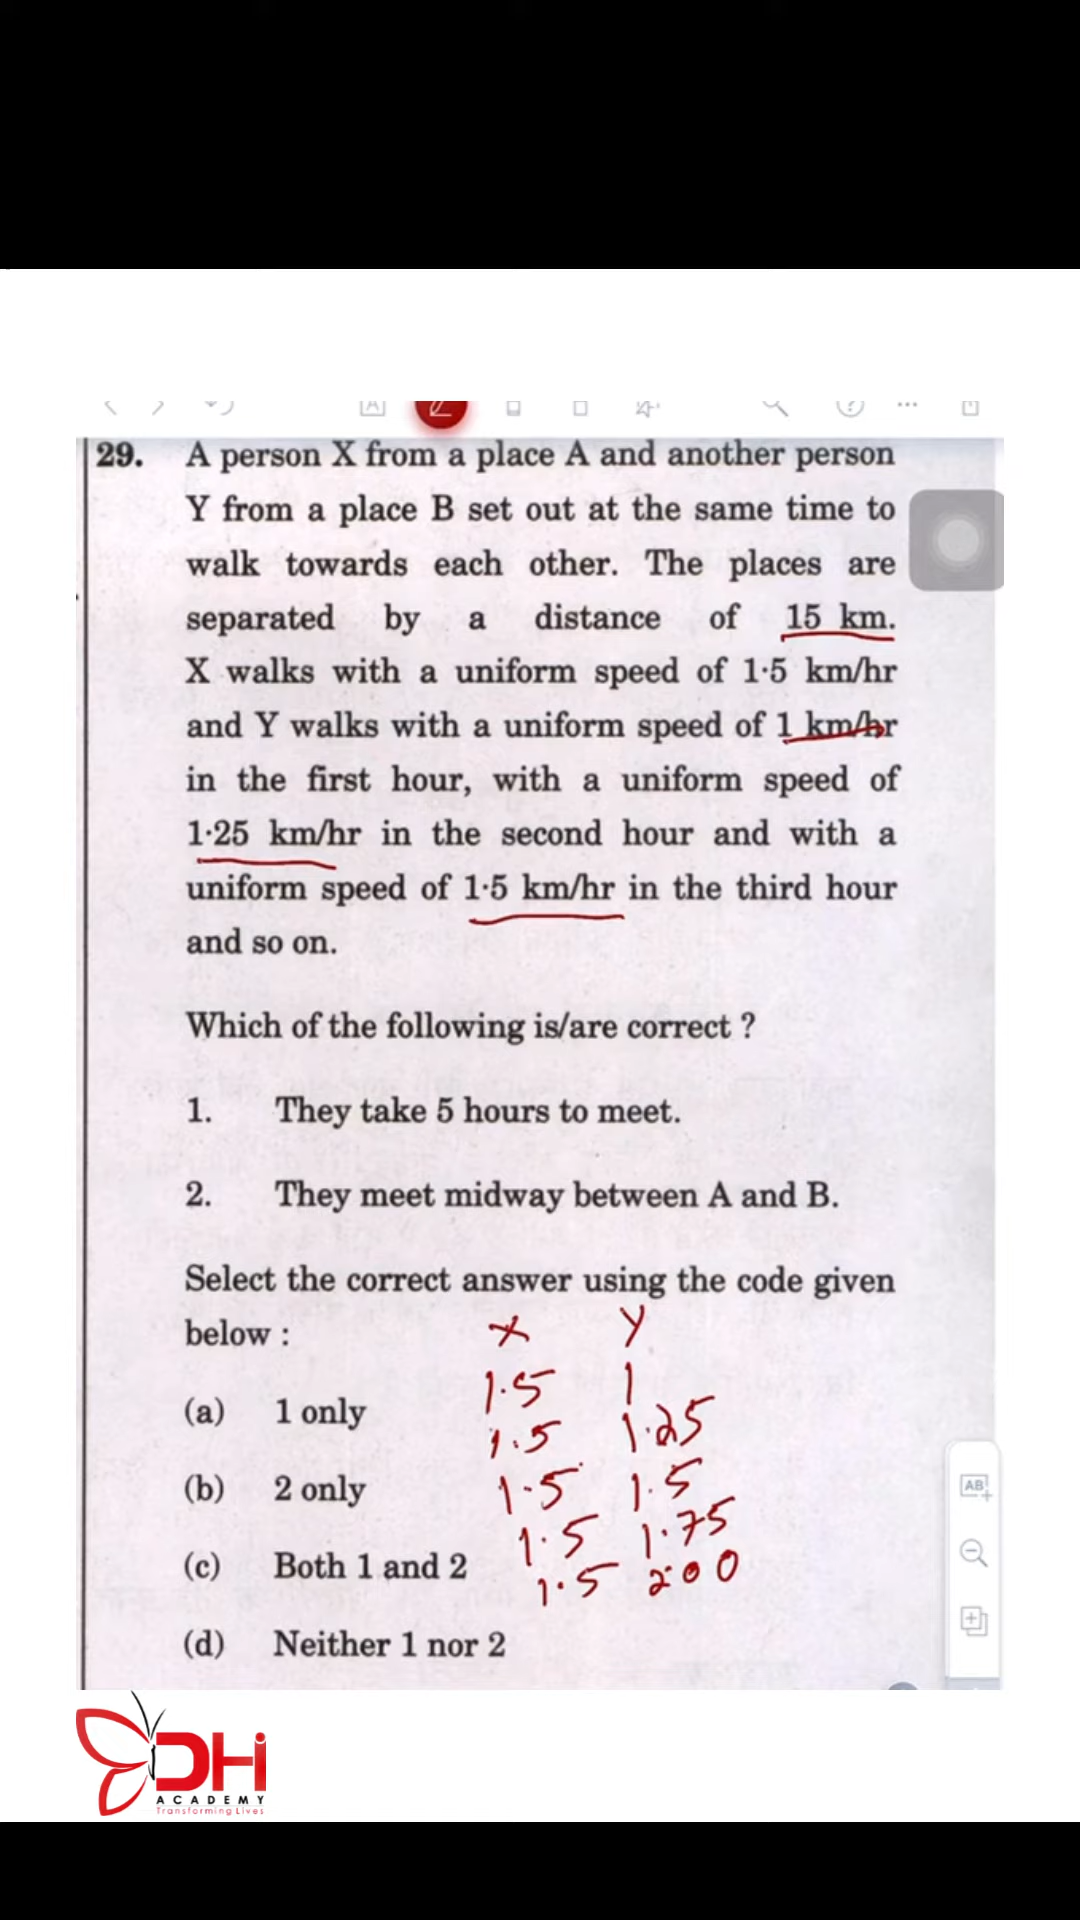 29. A person X from a place A and another person
Y from a place B set out at the same time to
walk towards each other. The places are
separated by a distance of 15 km.
X walks with a uniform speed of 1·5 km/hr
and Y walks with a uniform speed of 1 km/hr
in the first hour, with a uniform speed of
1·25 km/hr in the second hour and with a
uniform speed of 1·5 km/hr in the third hour
and so on.
Which of the following is/are correct ?
1. They take 5 hours to meet.
2. They meet midway between A and B.
Select the correct answer using the code given
below :
X Y
1.5 1
(a) 1 only
1.5 1.25
(b) 2 only
1.5 1.5
1.5 1.75
(c) Both 1 and 2
1.5 2.00
(d) Neither 1 nor 2
DHi
ACADEMY
Transforming Lives